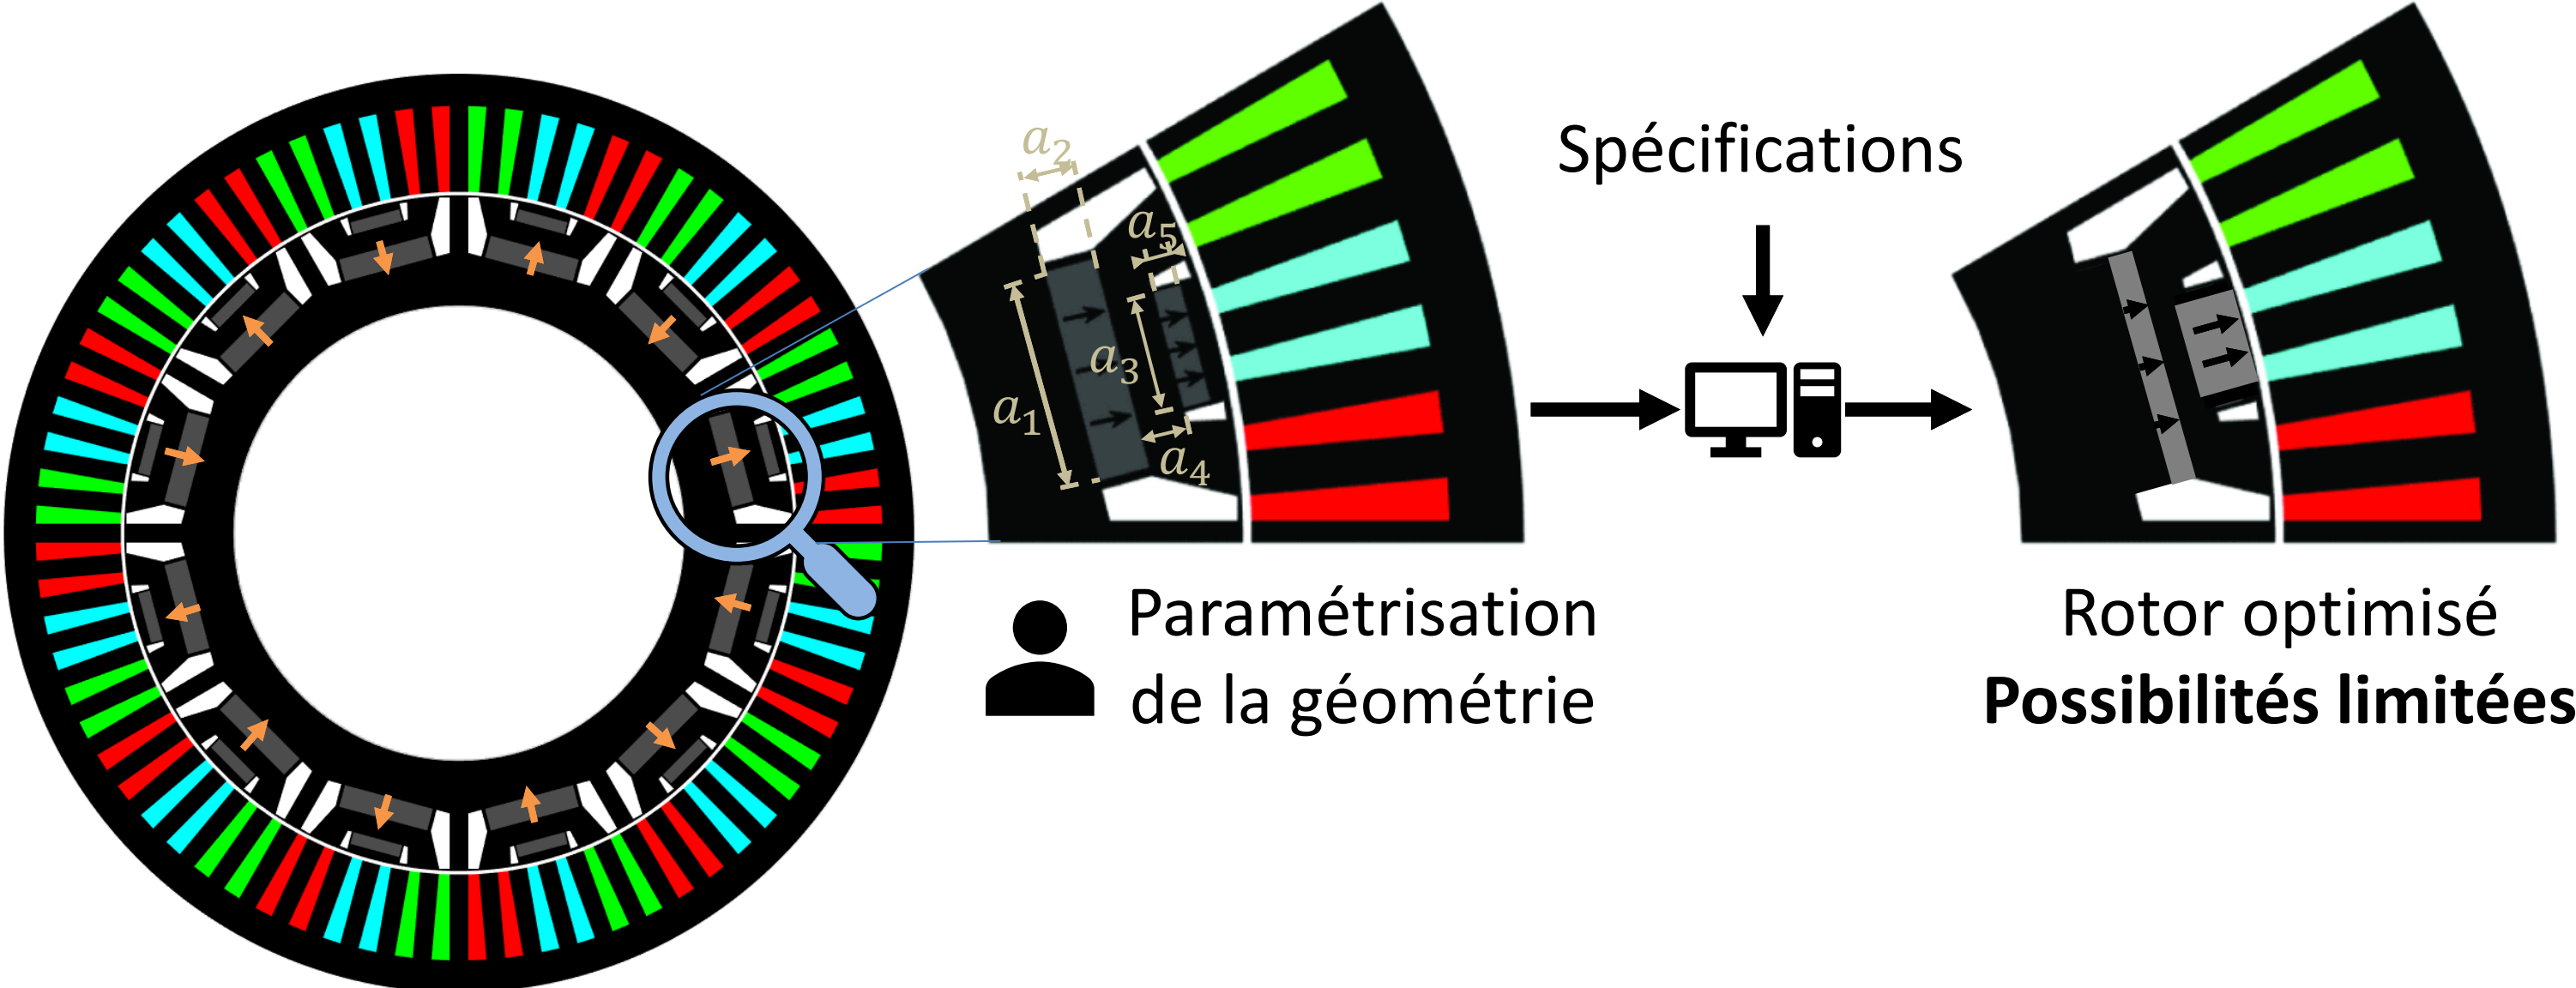 a₂
a₅
a₃
a₁
a₄
Spécifications
Paramétrisation
de la géométrie
Rotor optimisé
Possibilités limitées